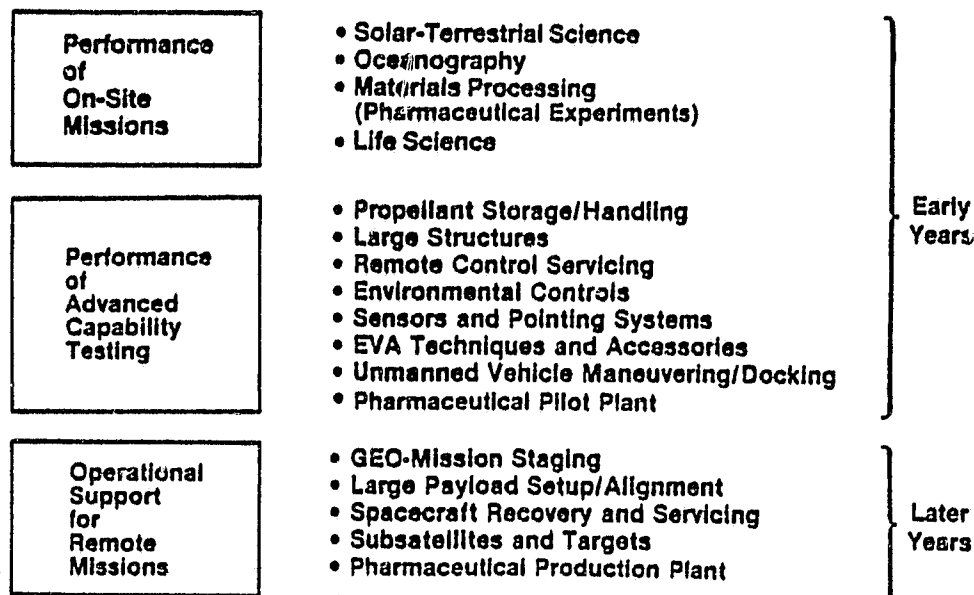 Performance
of
On-Site
Missions
• Solar-Terrestrial Science
• Oceanography
• Materials Processing
(Pharmaceutical Experiments)
• Life Science
Performance
of
Advanced
Capability
Testing
• Propellant Storage/Handling
• Large Structures
• Remote Control Servicing
• Environmental Controls
• Sensors and Pointing Systems
• EVA Techniques and Accessories
• Unmanned Vehicle Maneuvering/Docking
• Pharmaceutical Pilot Plant
Early
Years
Operational
Support
for
Remote
Missions
• GEO-Mission Staging
• Large Payload Setup/Alignment
• Spacecraft Recovery and Servicing
• Subsatellites and Targets
• Pharmaceutical Production Plant
Later
Years